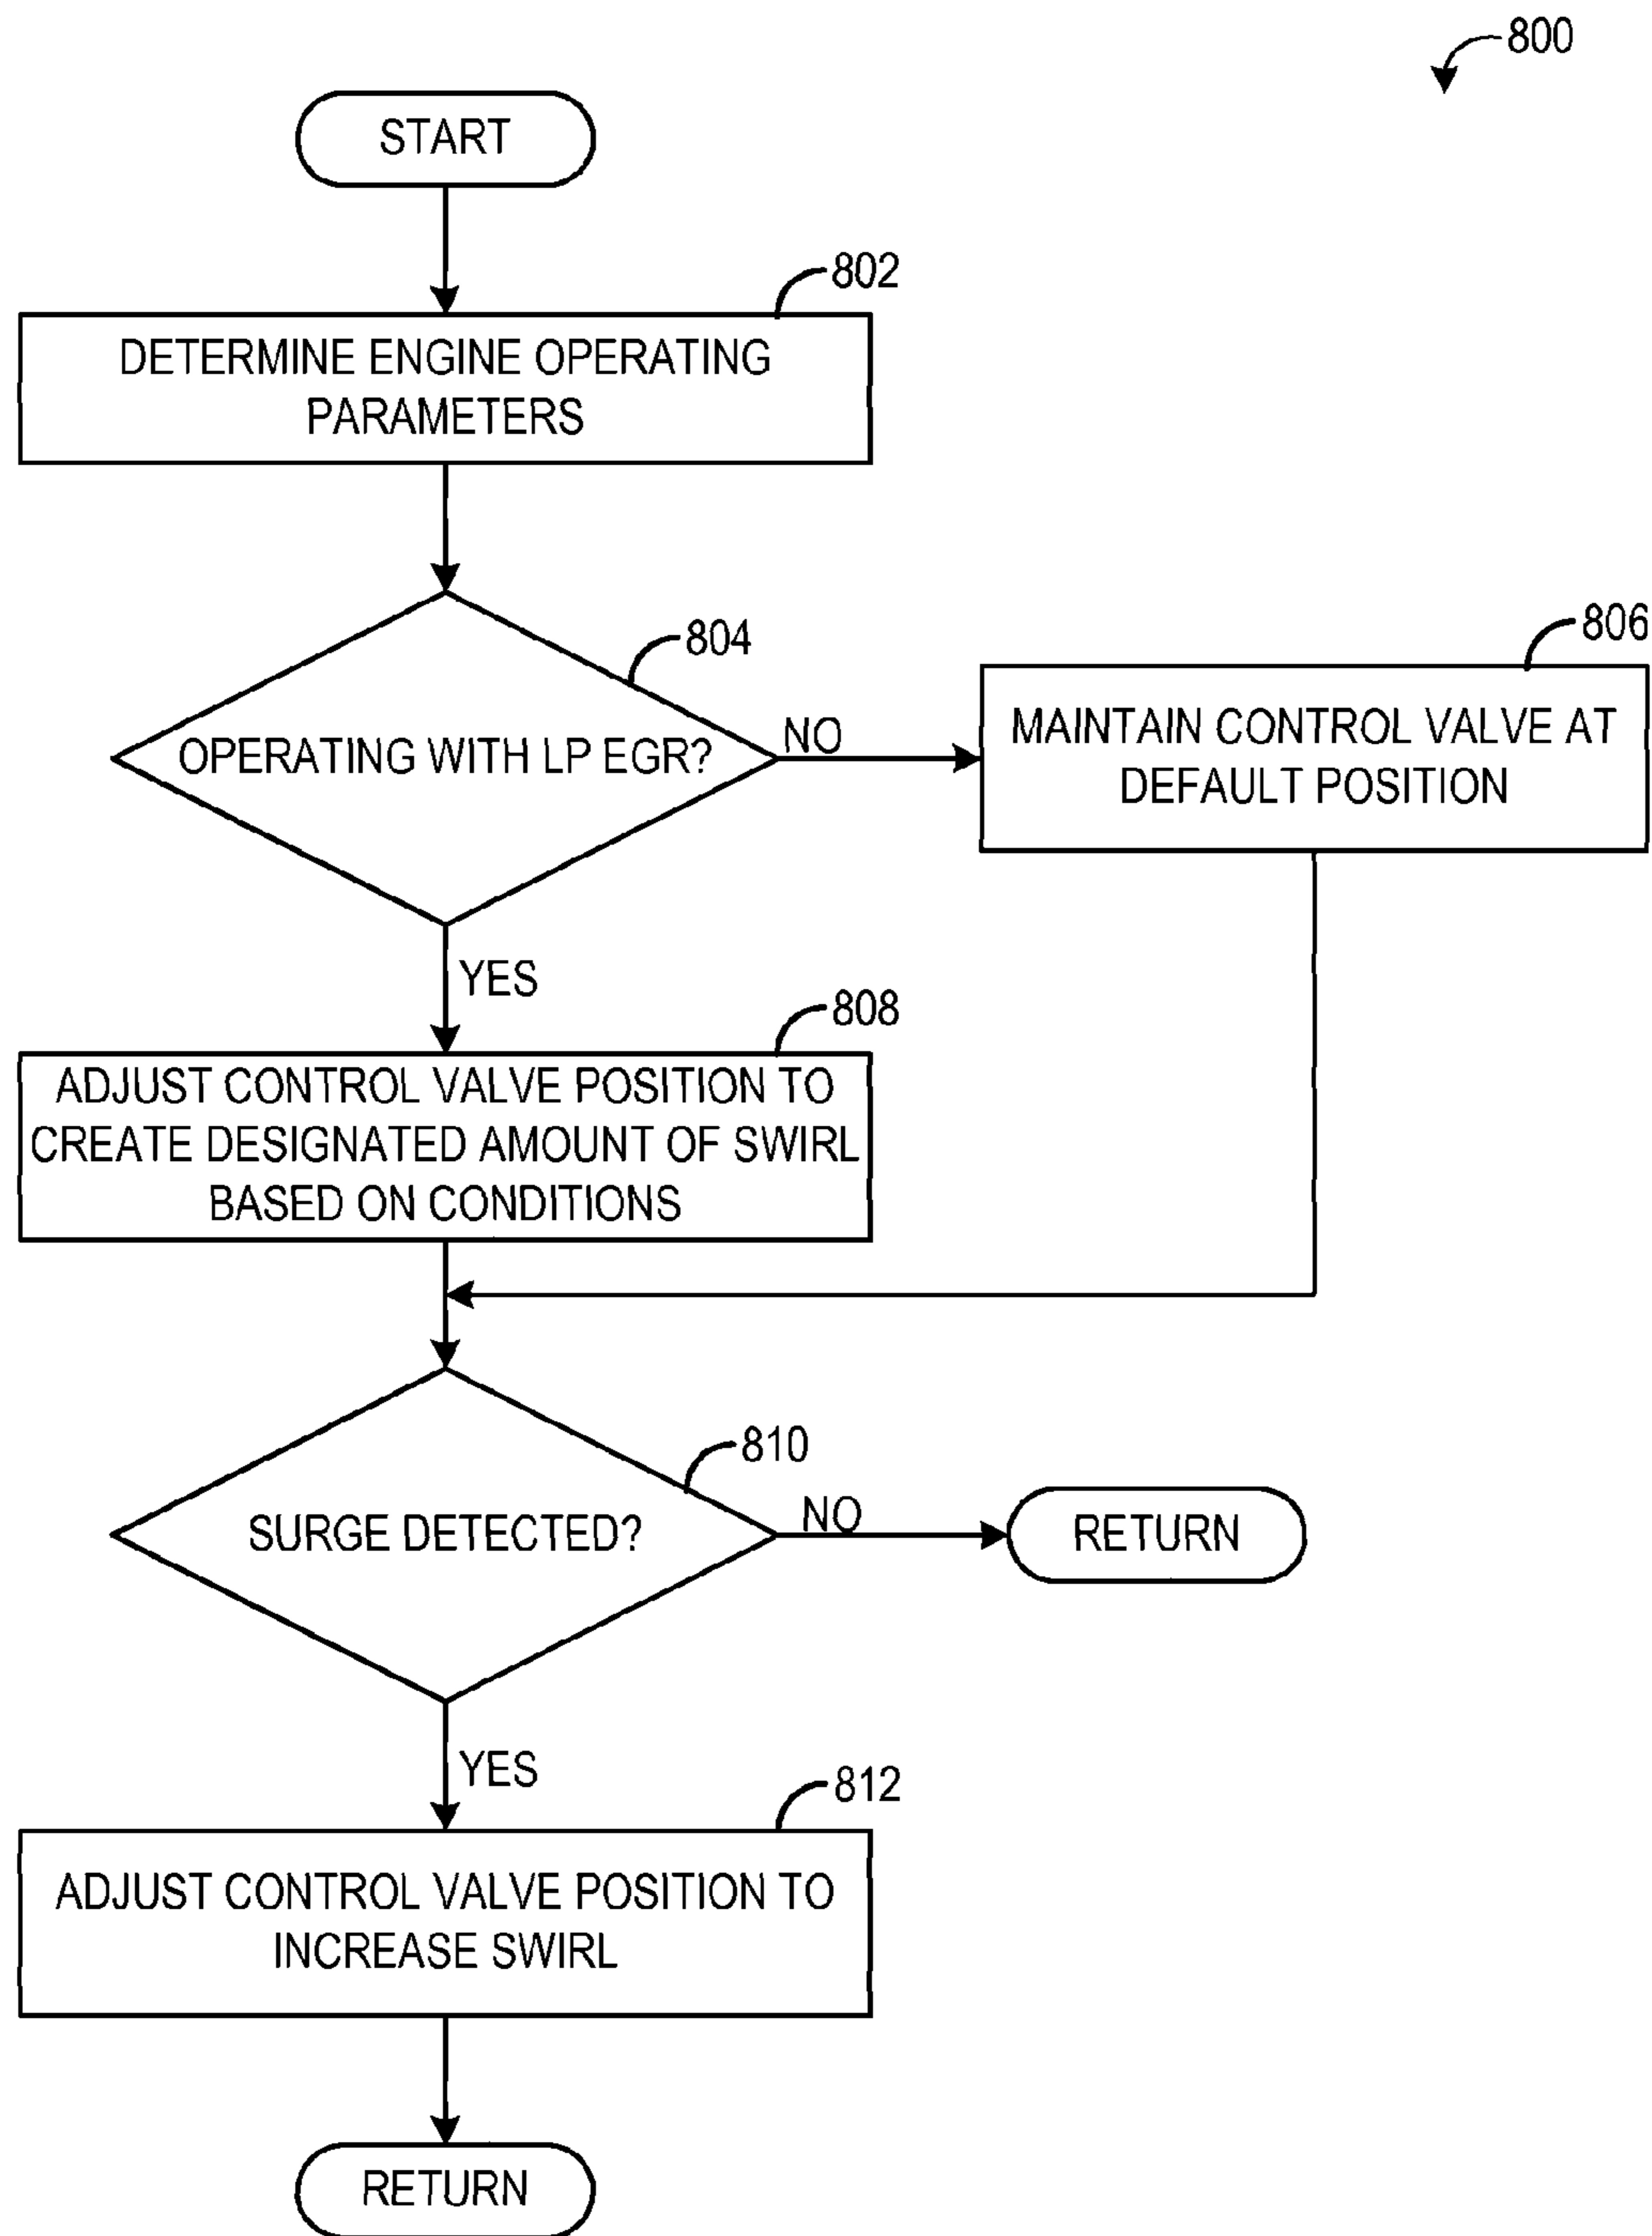 800
START
802
DETERMINE ENGINE OPERATING
PARAMETERS
804
OPERATING WITH LP EGR?
NO
806
MAINTAIN CONTROL VALVE AT
DEFAULT POSITION
YES
808
ADJUST CONTROL VALVE POSITION TO
CREATE DESIGNATED AMOUNT OF SWIRL
BASED ON CONDITIONS
810
SURGE DETECTED?
NO
RETURN
YES
812
ADJUST CONTROL VALVE POSITION TO
INCREASE SWIRL
RETURN